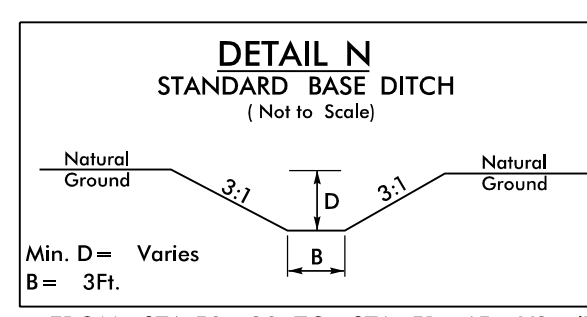 DETAIL N
STANDARD BASE DITCH
( Not to Scale)
Natural
Ground
3:1
D
3:1
Natural
Ground
B
Min. D= Varies
B= 3Ft.